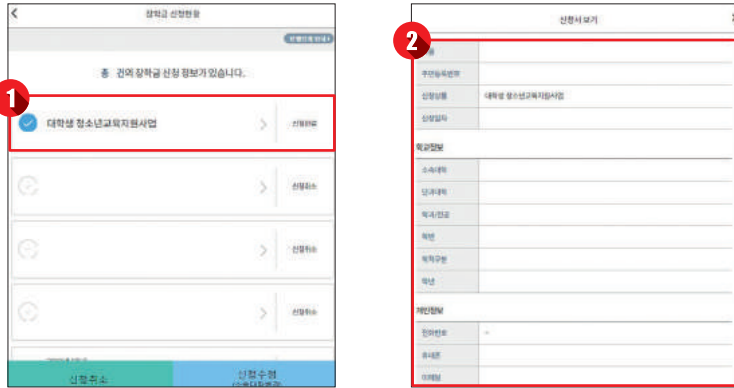 장학금 신청현황
총 건의 장학금 신청 정보가 있습니다.
1
대학생 청소년교육지원사업
신청완료
신청취소
신청취소
신청취소
신청취소
신청수정
신청서 보기
2
주민등록번호
신청상품
대학생 청소년교육지원사업
신청일자
학교정보
소속대학
단과대학
학과/전공
학번
학적구분
학년
개인정보
전화번호
-
휴대폰
이메일